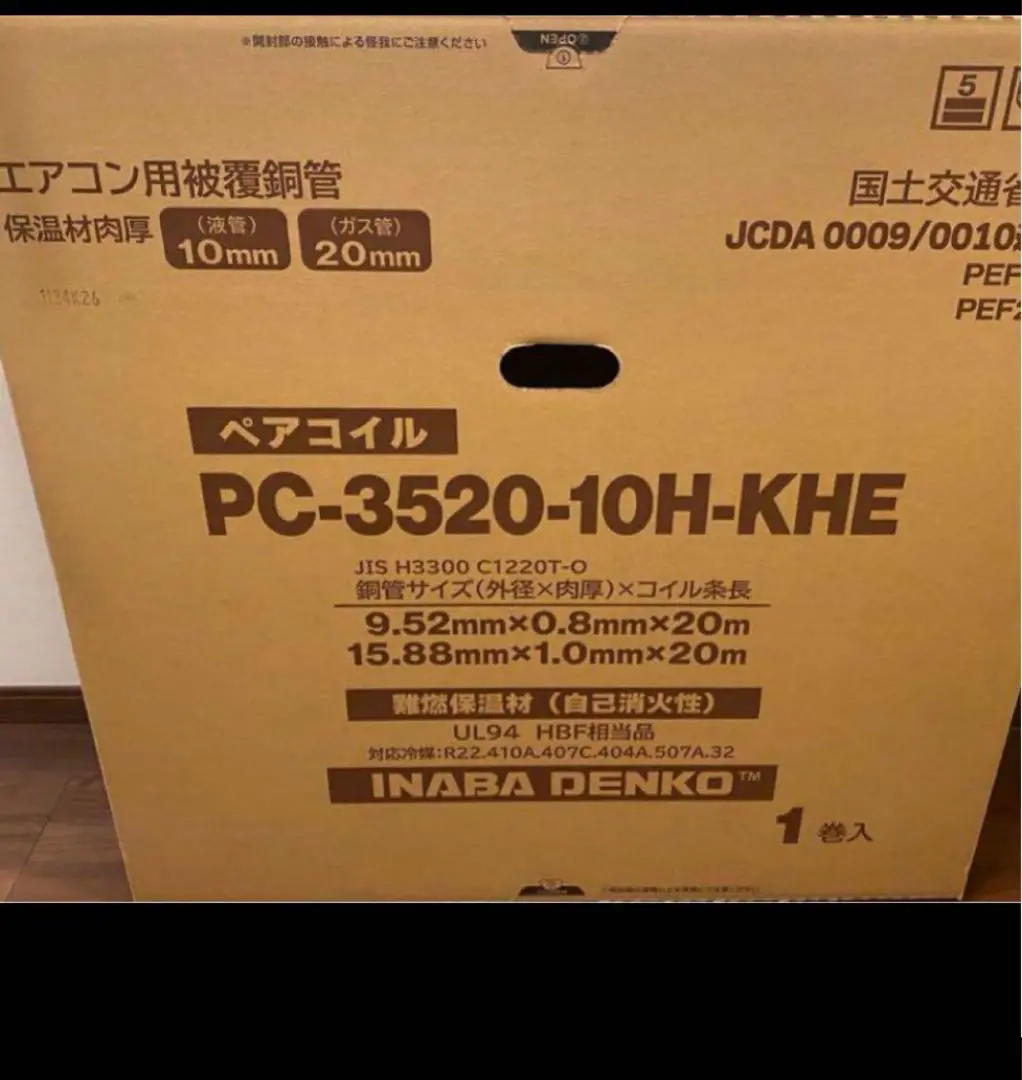 ※開封部の接触による怪我にご注意ください
OPEN
5
エアコン用被覆銅管
国土交通省
保温材肉厚
(液管)
10mm
(ガス管)
20mm
JCDA 0009/0010
PEF
PEF2
1134K26
ペアコイル
PC-3520-10H-KHE
JIS H3300 C1220T-O
銅管サイズ(外径×肉厚)×コイル条長
9.52mm×0.8mm×20m
15.88mm×1.0mm×20m
難燃保温材(自己消火性)
UL94 HBF相当品
対応冷媒:R22.410A.407C.404A.507A.32
INABA DENKO™
1巻入